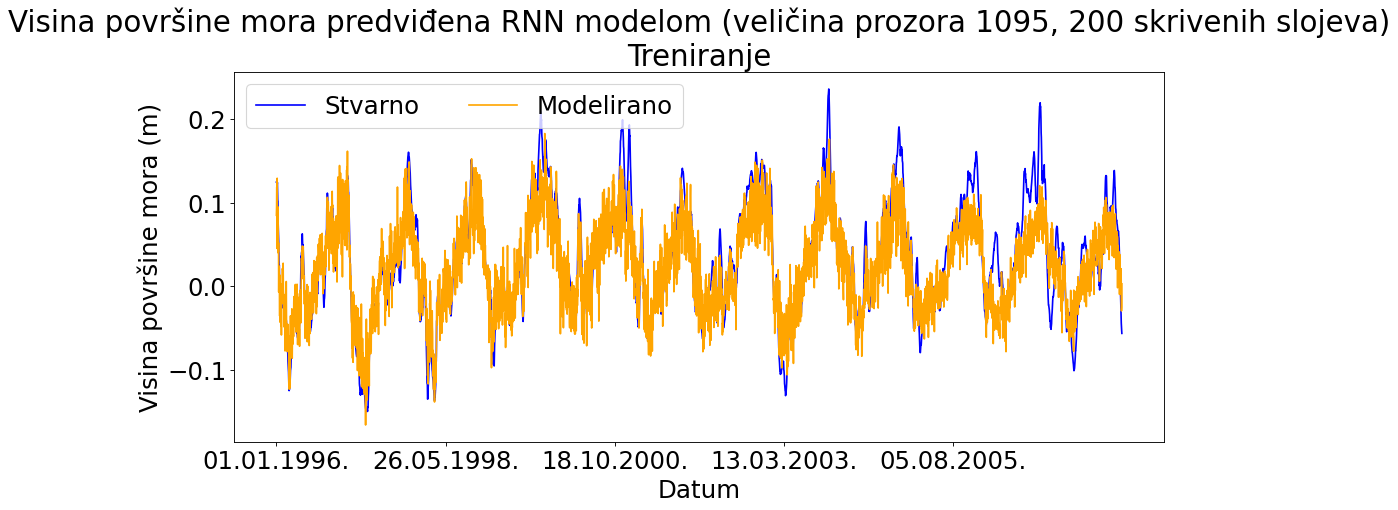 Visina površine mora predviđena RNN modelom (veličina prozora 1095, 200 skrivenih slojeva)
Treniranje
Stvarno
Modelirano
Visina površine mora (m)
0.2
0.1
0.0
−0.1
01.01.1996.
26.05.1998.
18.10.2000.
13.03.2003.
05.08.2005.
Datum